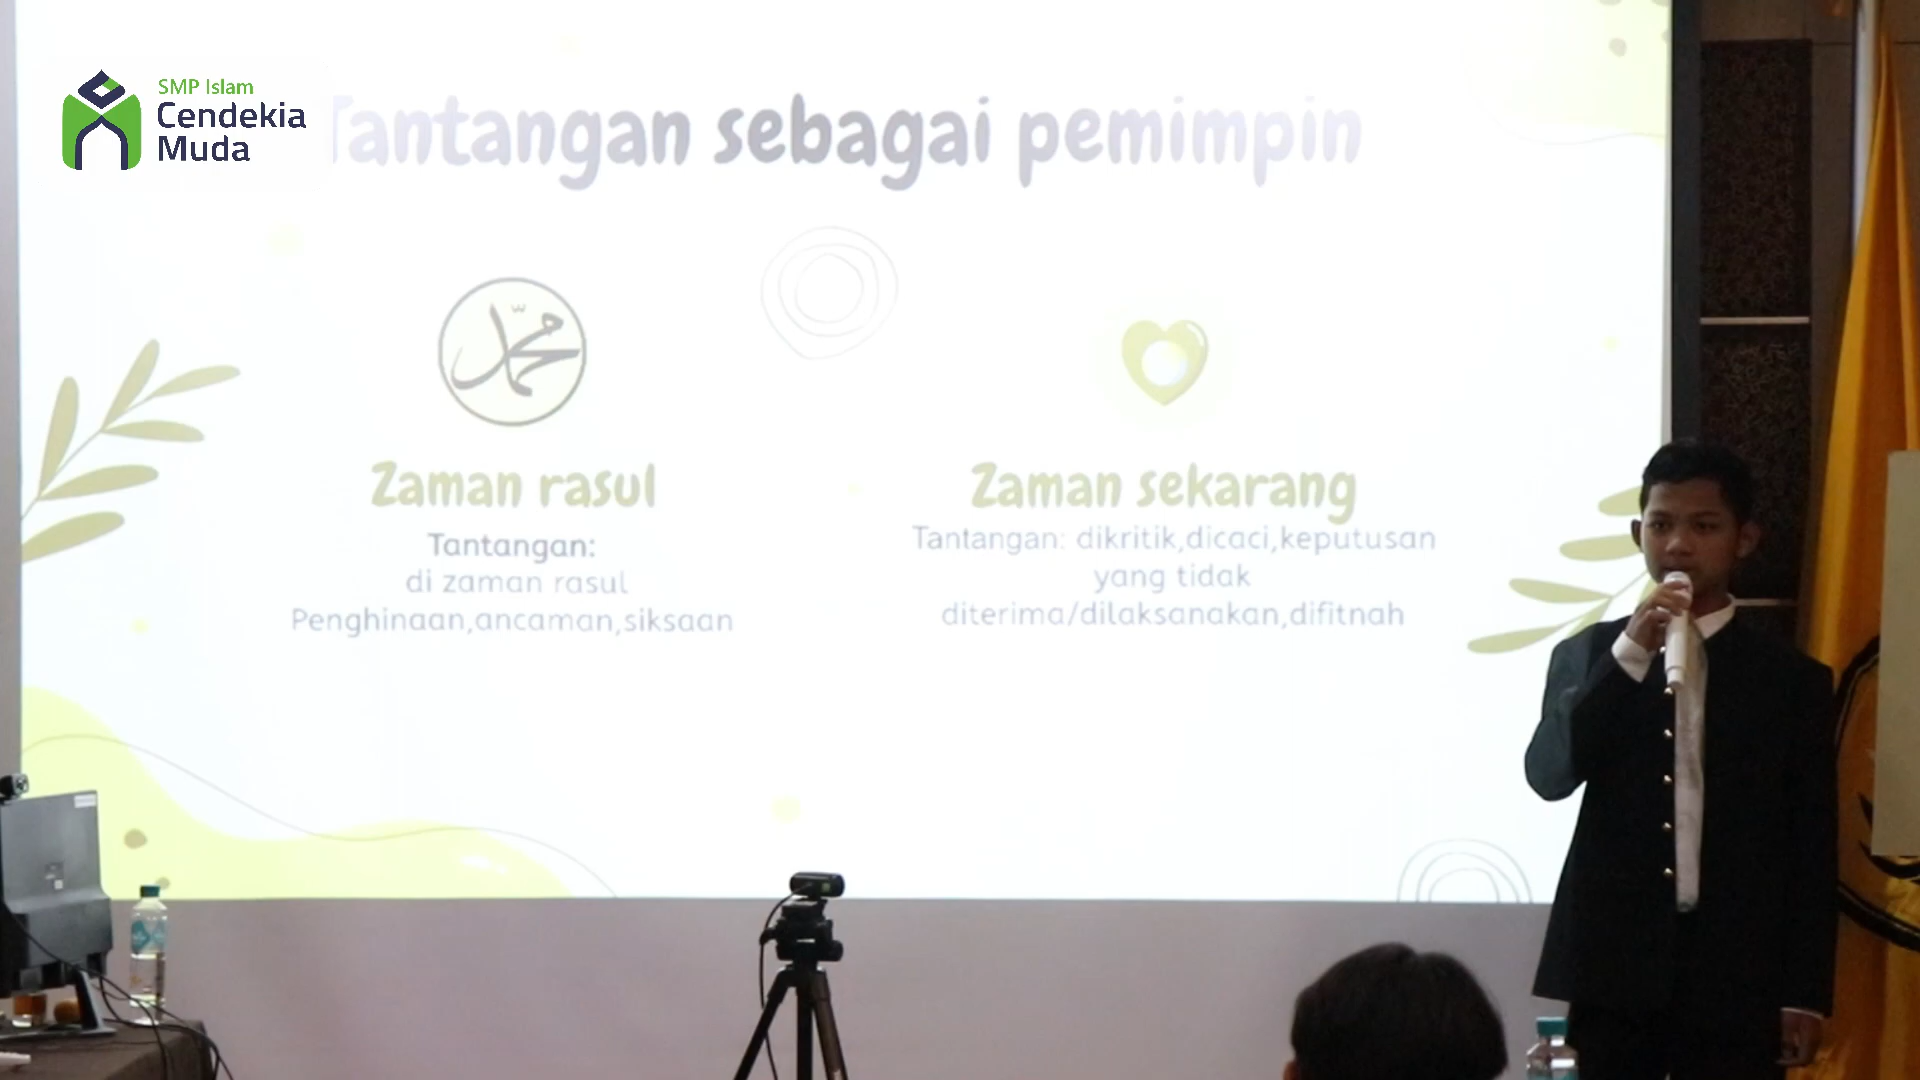 SMP Islam
Cendekia
Muda
Tantangan sebagai pemimpin
محمد
Zaman rasul
Tantangan:
di zaman rasul
Penghinaan,ancaman,siksaan
Zaman sekarang
Tantangan: dikritik,dicaci,keputusan
yang tidak
diterima/dilaksanakan,difitnah